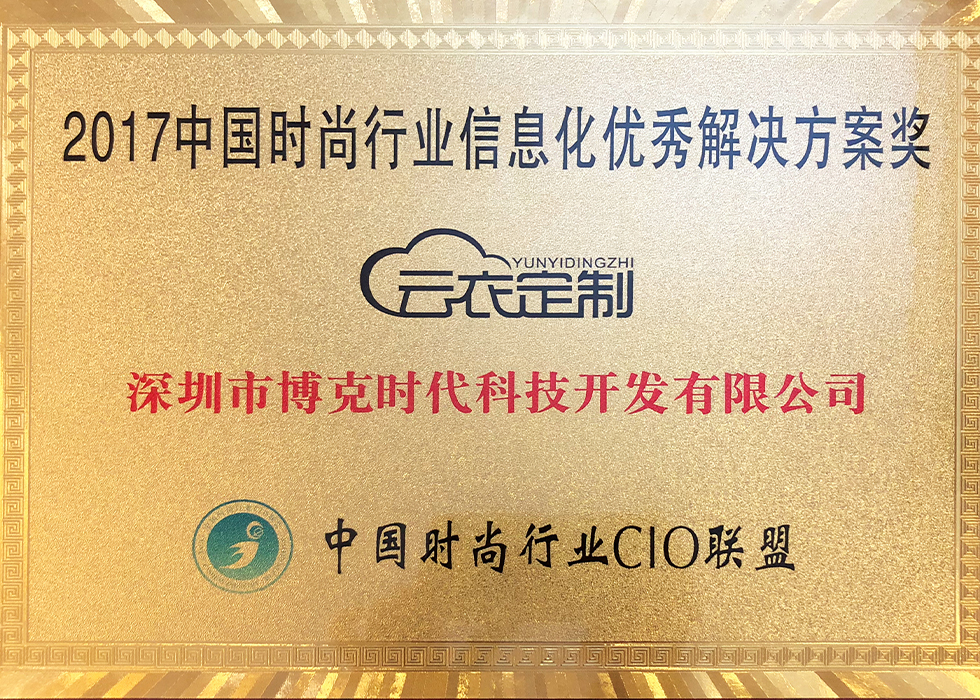 2017中国时尚行业信息化优秀解决方案奖
YUNYIDINGZHI
云衣定制
深圳市博克时代科技开发有限公司
中国时尚行业CIO联盟